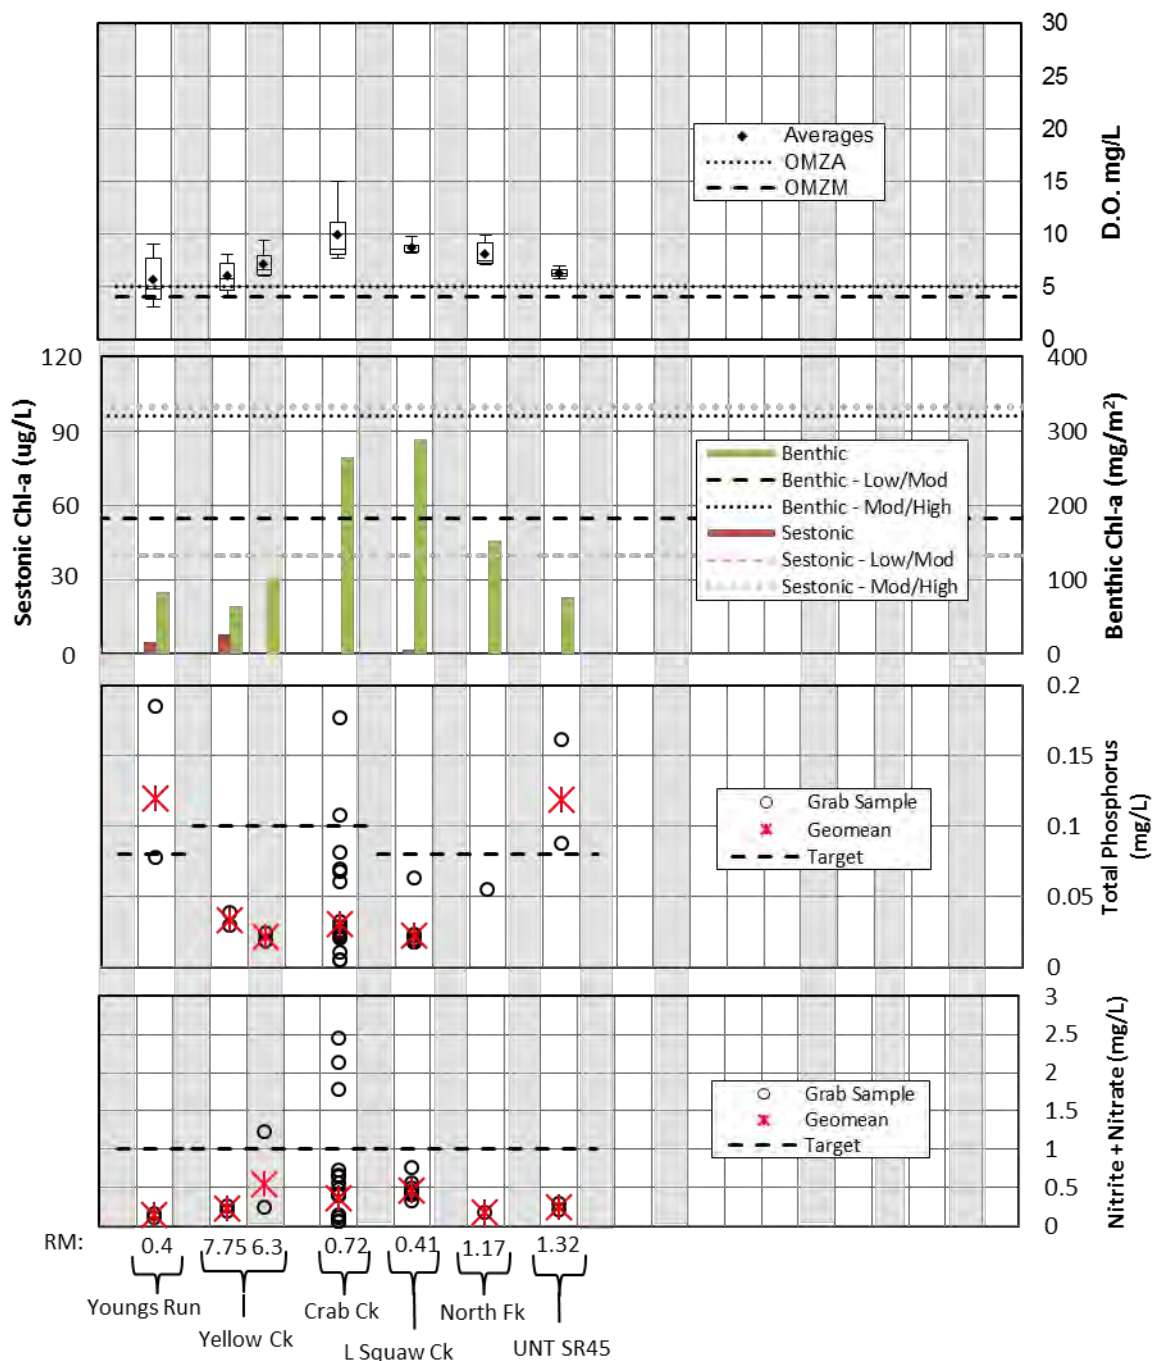 30
25
20
15
10
5
0
D.O. mg/L
Averages
OMZA
OMZM
120
90
60
30
0
Sestonic Chl-a (ug/L)
400
300
200
100
0
Benthic Chl-a (mg/m²)
Benthic
Benthic - Low/Mod
Benthic - Mod/High
Sestonic
Sestonic - Low/Mod
Sestonic - Mod/High
0.2
0.15
0.1
0.05
0
Total Phosphorus
(mg/L)
Grab Sample
Geomean
Target
3
2.5
2
1.5
1
0.5
0
Nitrite + Nitrate (mg/L)
Grab Sample
Geomean
Target
RM: 0.4 7.75 6.3 0.72 0.41 1.17 1.32
Youngs Run
Yellow Ck
Crab Ck
L Squaw Ck
North Fk
UNT SR45